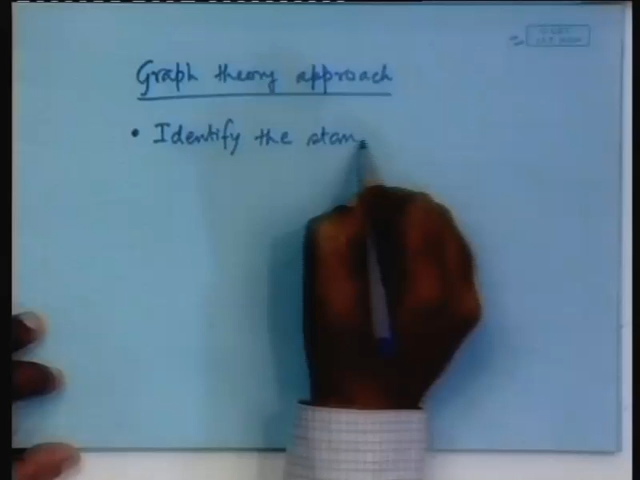 Graph theory approach
• Identify the stan